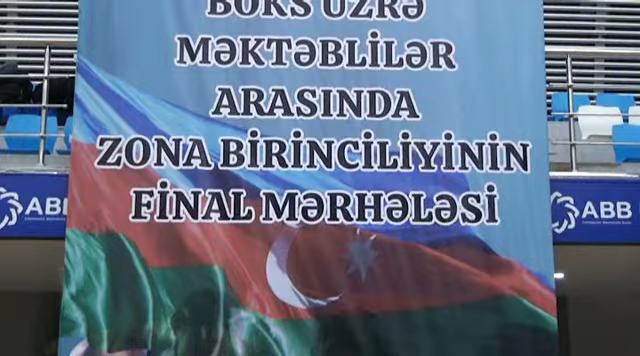 BOKS ÜZRƏ
MƏKTƏBLİLƏR
ARASINDA
ZONA BİRİNCİLİYİNİN
FİNAL MƏRHƏLƏSİ
ABB
ABB